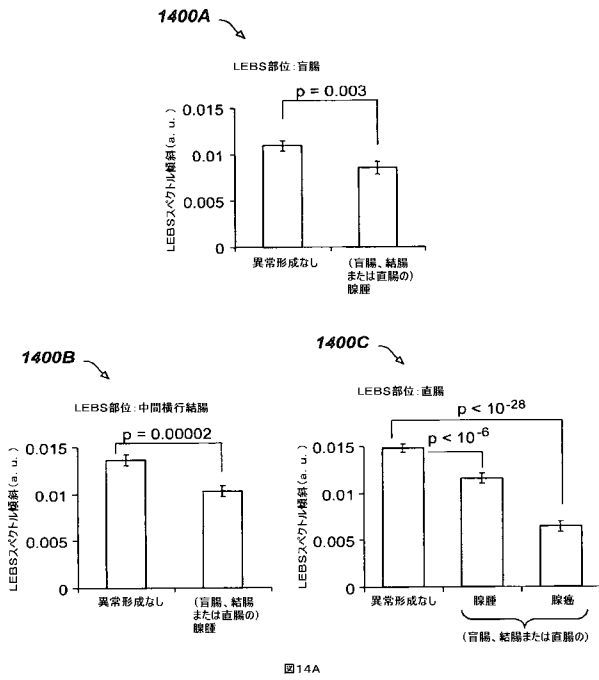 1400A
LEBS部位:盲腸
p = 0.003
LEBSスペクトル傾斜(a. u.)
0.015
0.01
0.005
0
異常形成なし
(盲腸、結腸
または直腸の)
腺腫
1400B
LEBS部位:中間横行結腸
p = 0.00002
LEBSスペクトル傾斜(a. u.)
0.015
0.01
0.005
0
異常形成なし
(盲腸、結腸
または直腸の)
腺腫
1400C
LEBS部位:直腸
p < 10⁻²⁸
p < 10⁻⁶
LEBSスペクトル傾斜(a. u.)
0.015
0.01
0.005
0
異常形成なし
腺腫
腺癌
(盲腸、結腸または直腸の)
図14A